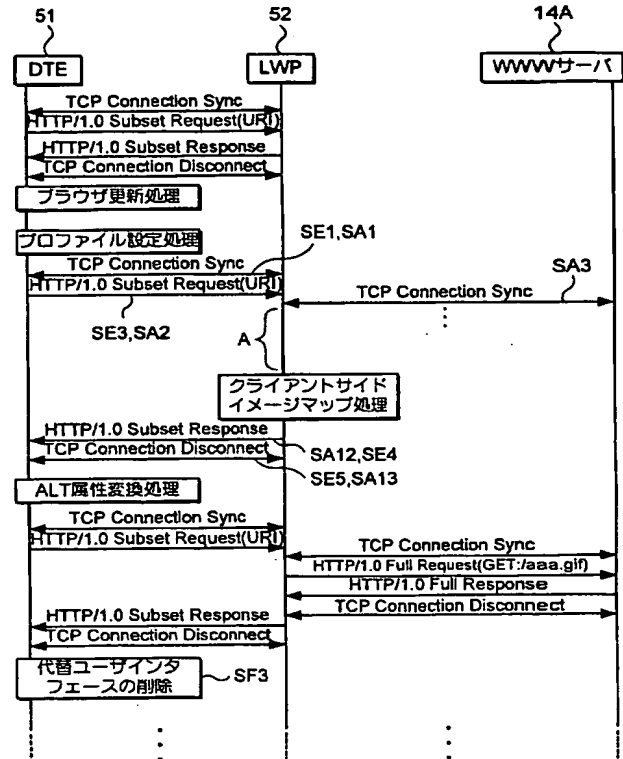 51
52
14A
DTE
LWP
WWWサーバ
TCP Connection Sync
HTTP/1.0 Subset Request(URI)
HTTP/1.0 Subset Response
TCP Connection Disconnect
ブラウザ更新処理
プロファイル設定処理
SE1,SA1
TCP Connection Sync
HTTP/1.0 Subset Request(URI)
SA3
TCP Connection Sync
SE3,SA2
A
クライアントサイド
イメージマップ処理
HTTP/1.0 Subset Response
SA12,SE4
TCP Connection Disconnect
SE5,SA13
ALT属性変換処理
TCP Connection Sync
HTTP/1.0 Subset Request(URI)
TCP Connection Sync
HTTP/1.0 Full Request(GET:/aaa.gif)
HTTP/1.0 Full Response
HTTP/1.0 Subset Response
TCP Connection Disconnect
TCP Connection Disconnect
代替ユーザインタ
フェースの削除
SF3